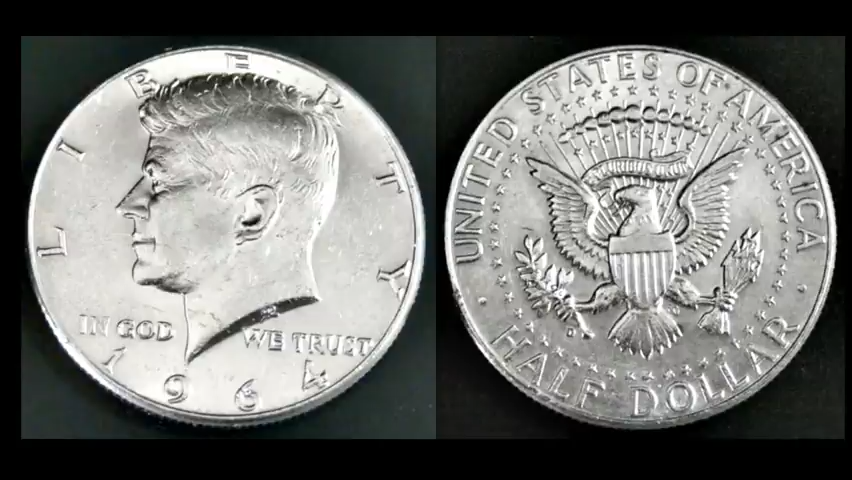 LIBERTY
IN GOD WE TRUST
1964
UNITED STATES OF AMERICA
D
HALF DOLLAR